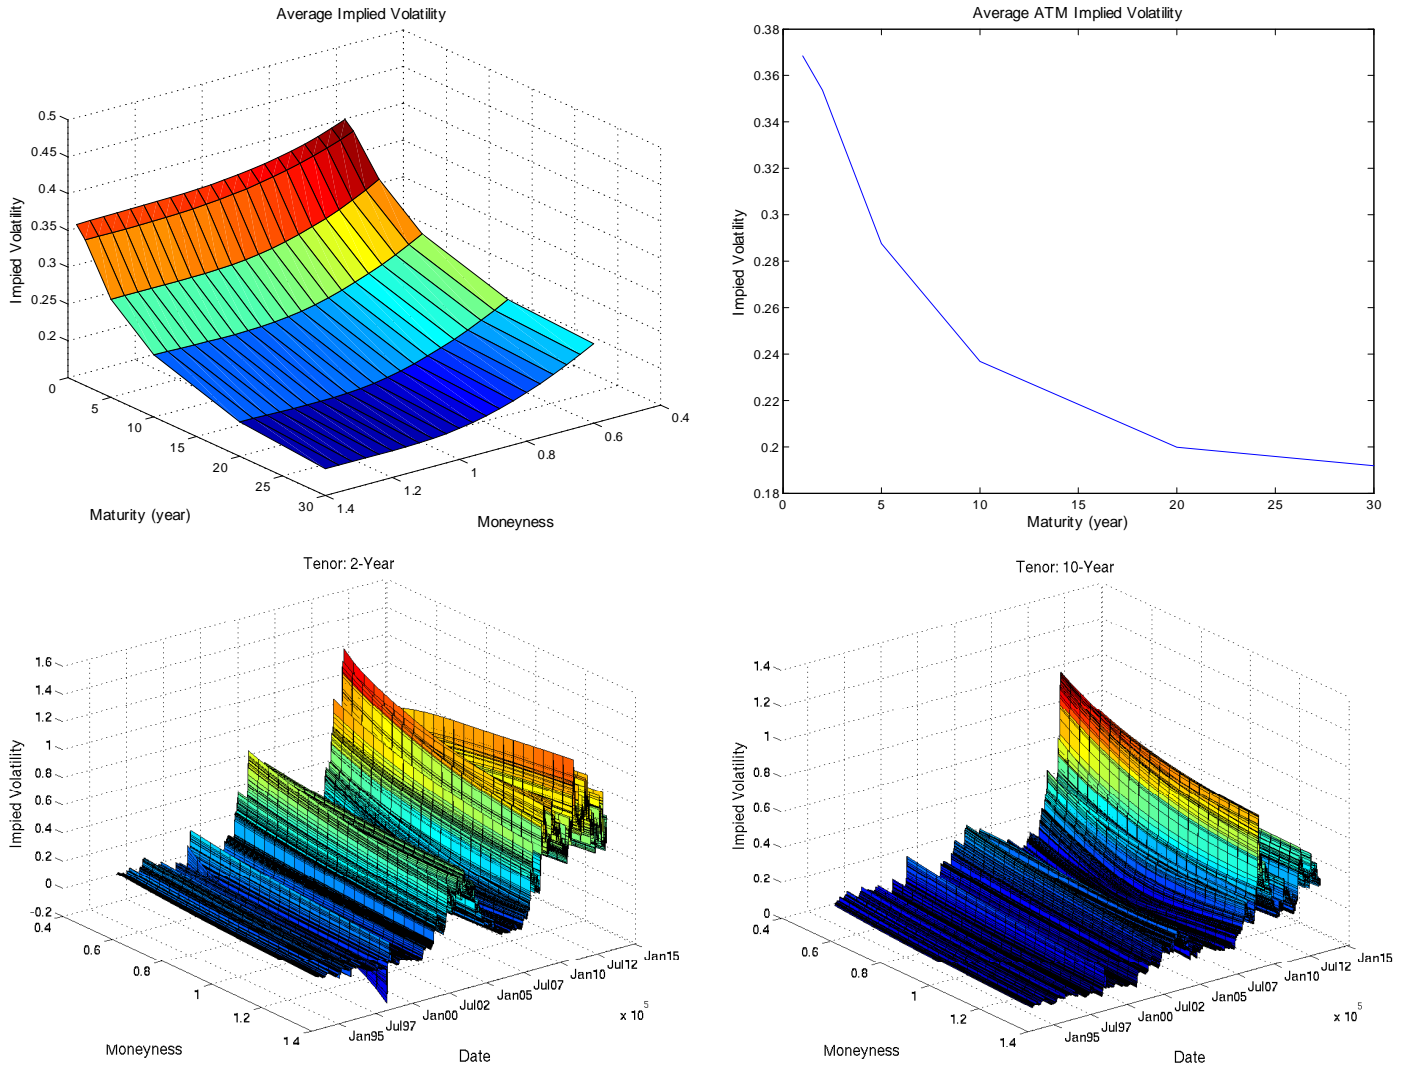 Average Implied Volatility
0.5
0.45
0.4
0.35
0.3
0.25
0.2
Impied Volatility
0
5
10
15
20
25
30
Maturity (year)
1.4
1.2
1
0.8
0.6
0.4
Moneyness
Average ATM Implied Volatility
0.38
0.36
0.34
0.32
0.3
0.28
0.26
0.24
0.22
0.2
0.18
Impied Volatility
0 5 10 15 20 25 30
Maturity (year)
Tenor: 2-Year
1.6
1.4
1.2
1
0.8
0.6
0.4
0.2
0
-0.2
Impied Volatility
0.4
0.6
0.8
1
1.2
1.4
Moneyness
Jan95
Jul97
Jan00
Jul02
Jan05
Jul07
Jan10
Jul12
Jan15
x 10^5
Date
Tenor: 10-Year
1.4
1.2
1
0.8
0.6
0.4
0.2
0
Impied Volatility
0.4
0.6
0.8
1
1.2
1.4
Moneyness
Jan95
Jul97
Jan00
Jul02
Jan05
Jul07
Jan10
Jul12
Jan15
x 10^5
Date